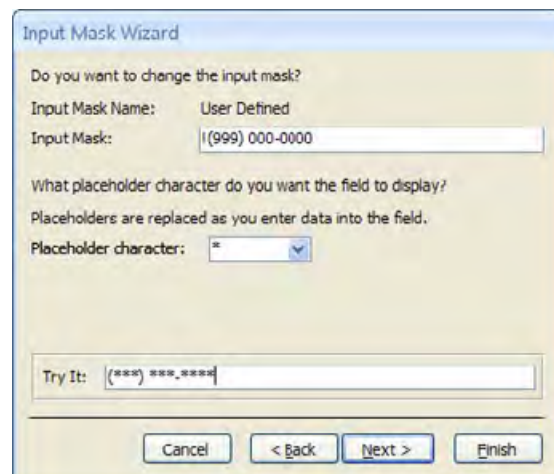 Input Mask Wizard
Do you want to change the input mask?
Input Mask Name: User Defined
Input Mask: !(999) 000-0000
What placeholder character do you want the field to display?
Placeholders are replaced as you enter data into the field.
Placeholder character: *
Try It: (***) ***-****
Cancel < Back Next > Finish